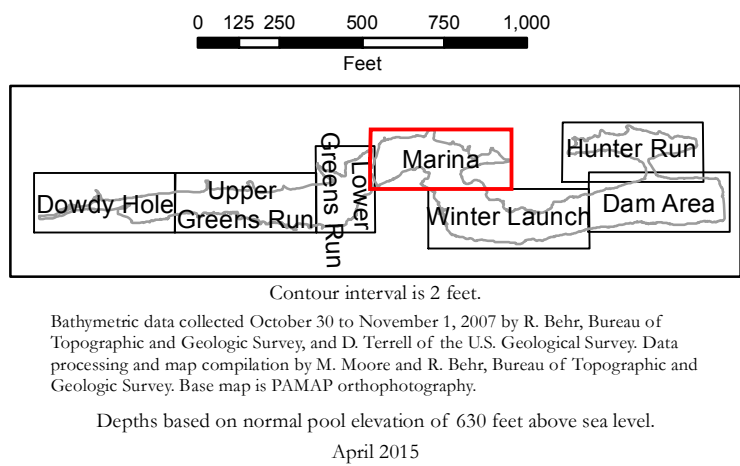 0 125 250 500 750 1,000
Feet
Dowdy Hole
Upper
Greens Run
Lower
Greens Run
Marina
Winter Launch
Hunter Run
Dam Area
Contour interval is 2 feet.
Bathymetric data collected October 30 to November 1, 2007 by R. Behr, Bureau of
Topographic and Geologic Survey, and D. Terrell of the U.S. Geological Survey. Data
processing and map compilation by M. Moore and R. Behr, Bureau of Topographic and
Geologic Survey. Base map is PAMAP orthophotography.
Depths based on normal pool elevation of 630 feet above sea level.
April 2015